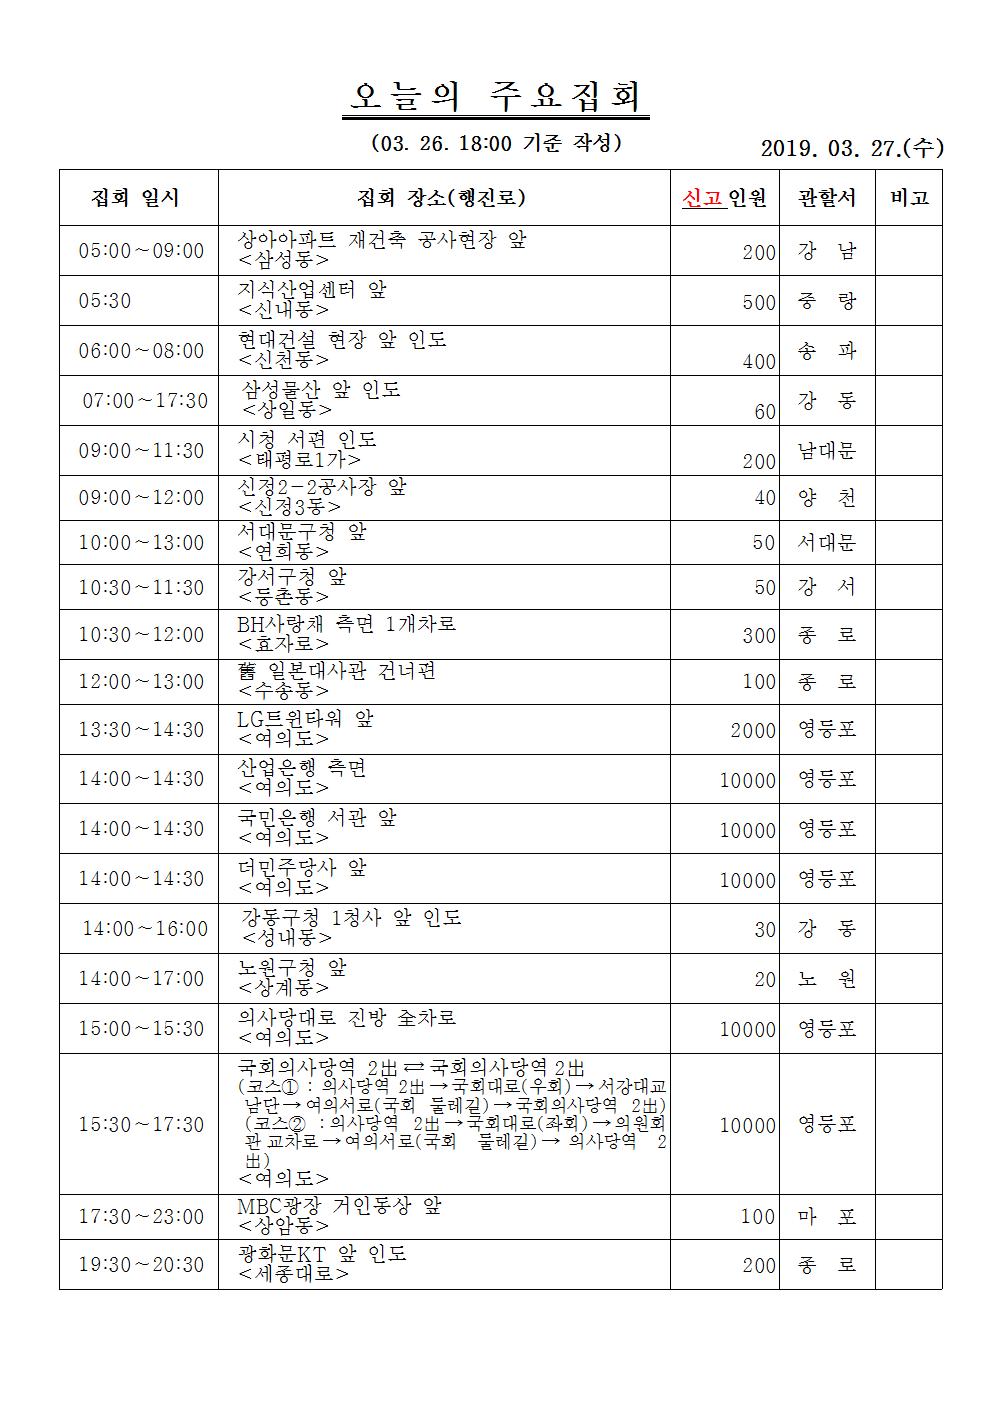 오늘의 주요집회
(03. 26. 18:00 기준 작성)
2019. 03. 27.(수)
집회 일시 집회 장소(행진로) 신고인원 관할서 비고
05:00~09:00 상아아파트 재건축 공사현장 앞 200 강 남
<삼성동>
05:30 지식산업센터 앞 500 중 랑
<신내동>
06:00~08:00 현대건설 현장 앞 인도 400 송 파
<신천동>
07:00~17:30 삼성물산 앞 인도 60 강 동
<상일동>
09:00~11:30 시청 서편 인도 200 남대문
<태평로1가>
09:00~12:00 신정2-2공사장 앞 40 양 천
<신정3동>
10:00~13:00 서대문구청 앞 50 서대문
<연희동>
10:30~11:30 강서구청 앞 50 강 서
<등촌동>
10:30~12:00 BH사랑채 측면 1개차로 300 종 로
<효자로>
12:00~13:00 舊 일본대사관 건너편 100 종 로
<수송동>
13:30~14:30 LG트윈타워 앞 2000 영등포
<여의도>
14:00~14:30 산업은행 측면 10000 영등포
<여의도>
14:00~14:30 국민은행 서관 앞 10000 영등포
<여의도>
14:00~14:30 더민주당사 앞 10000 영등포
<여의도>
14:00~16:00 강동구청 1청사 앞 인도 30 강 동
<성내동>
14:00~17:00 노원구청 앞 20 노 원
<상계동>
15:00~15:30 의사당대로 진방 全차로 10000 영등포
<여의도>
15:30~17:30 국회의사당역 2出⇄국회의사당역2出 10000 영등포
(코스① : 의사당역 2出→국회대로(우회)→서강대교
남단→여의서로(국회 둘레길)→국회의사당역 2出)
(코스② :의사당역 2出→국회대로(좌회)→의원회
관교차로→여의서로(국회 둘레길)→ 의사당역 2
出)
<여의도>
17:30~23:00 MBC광장 거인동상 앞 100 마 포
<상암동>
19:30~20:30 광화문KT 앞 인도 200 종 로
<세종대로>